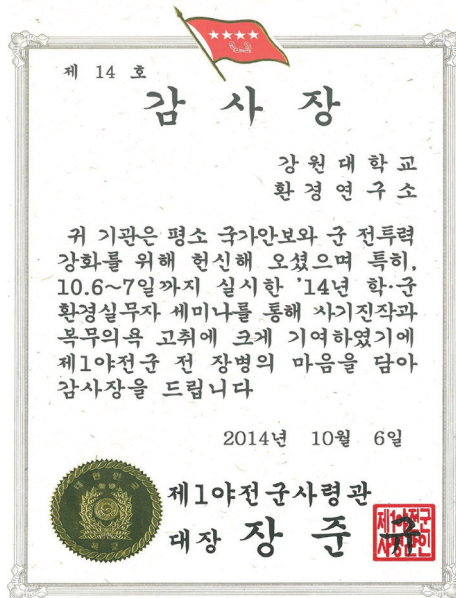 제 14 호
감 사 장
강원대학교
환경연구소
귀 기관은 평소 국가안보와 군 전투력
강화를 위해 헌신해 오셨으며 특히,
10.6~7일까지 실시한 '14년 학·군
환경실무자 세미나를 통해 사기진작과
복무의욕 고취에 크게 기여하였기에
제1야전군 전 장병의 마음을 담아
감사장을 드립니다
2014년 10월 6일
대한민국
육군
제1야전군사령관
대장 장 준 규